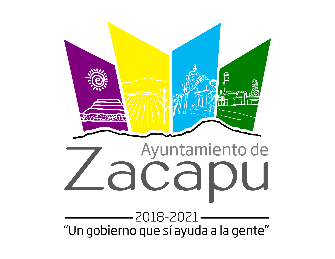 Ayuntamiento de
Zacapu
2018-2021
"Un gobierno que sí ayuda a la gente"